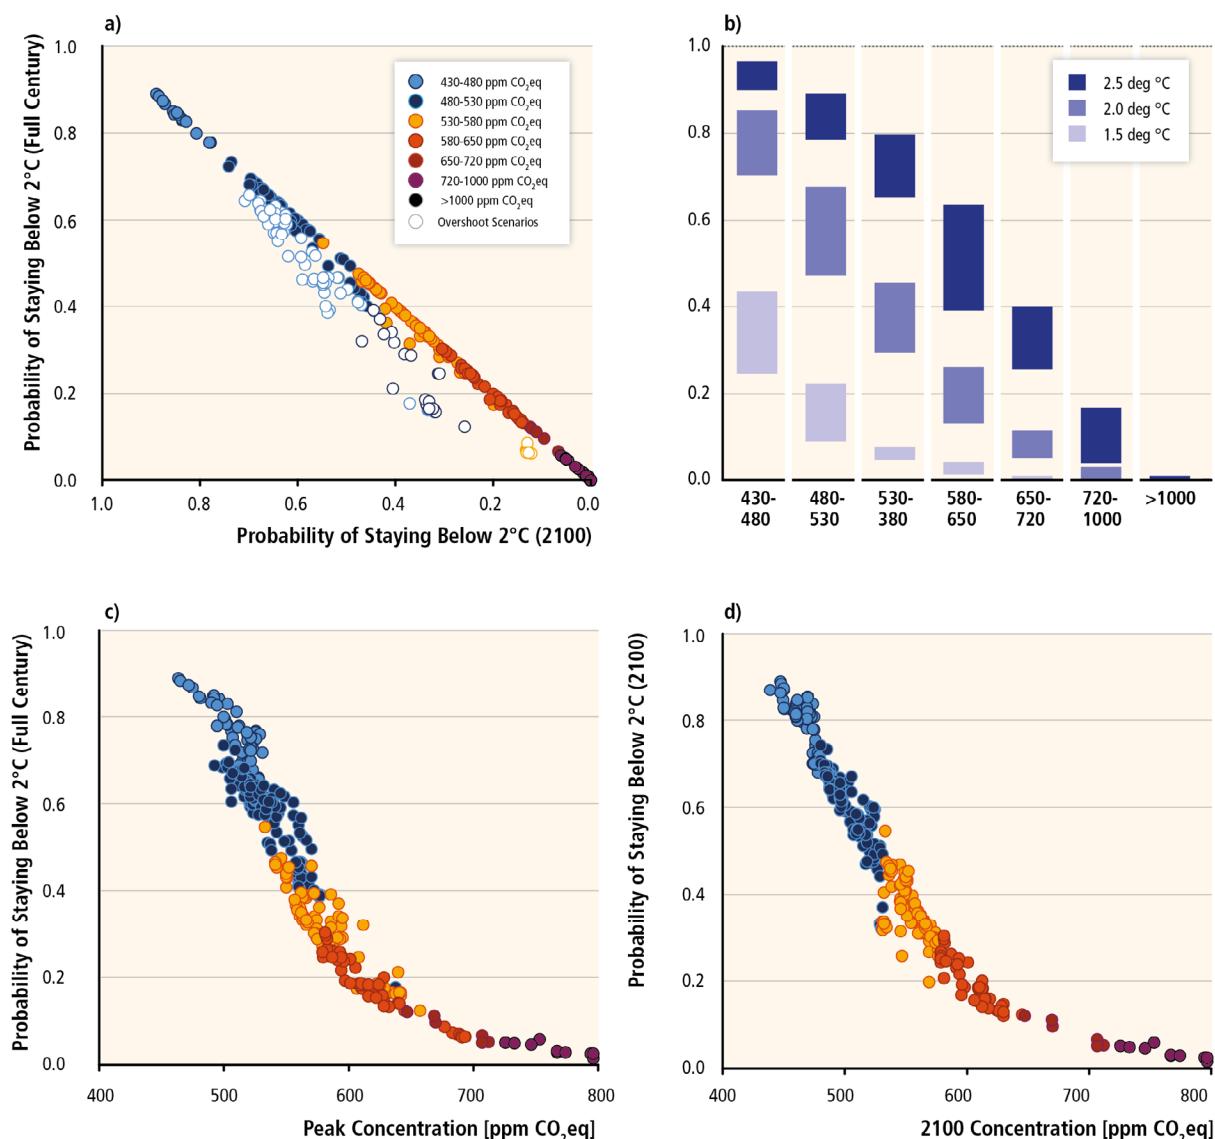 a)
Probability of Staying Below 2°C (Full Century)
1.0
0.8
0.6
0.4
0.2
0.0
430-480 ppm CO2eq
480-530 ppm CO2eq
530-580 ppm CO2eq
580-650 ppm CO2eq
650-720 ppm CO2eq
720-1000 ppm CO2eq
>1000 ppm CO2eq
Overshoot Scenarios
1.0 0.8 0.6 0.4 0.2 0.0
Probability of Staying Below 2°C (2100)
b)
1.0
0.8
0.6
0.4
0.2
0.0
2.5 deg °C
2.0 deg °C
1.5 deg °C
430- 480- 530- 580- 650- 720- >1000
480 530 380 650 720 1000
c)
Probability of Staying Below 2°C (Full Century)
1.0
0.8
0.6
0.4
0.2
0.0
400 500 600 700 800
Peak Concentration [ppm CO2eq]
d)
Probability of Staying Below 2°C (2100)
1.0
0.8
0.6
0.4
0.2
0.0
400 500 600 700 800
2100 Concentration [ppm CO2eq]